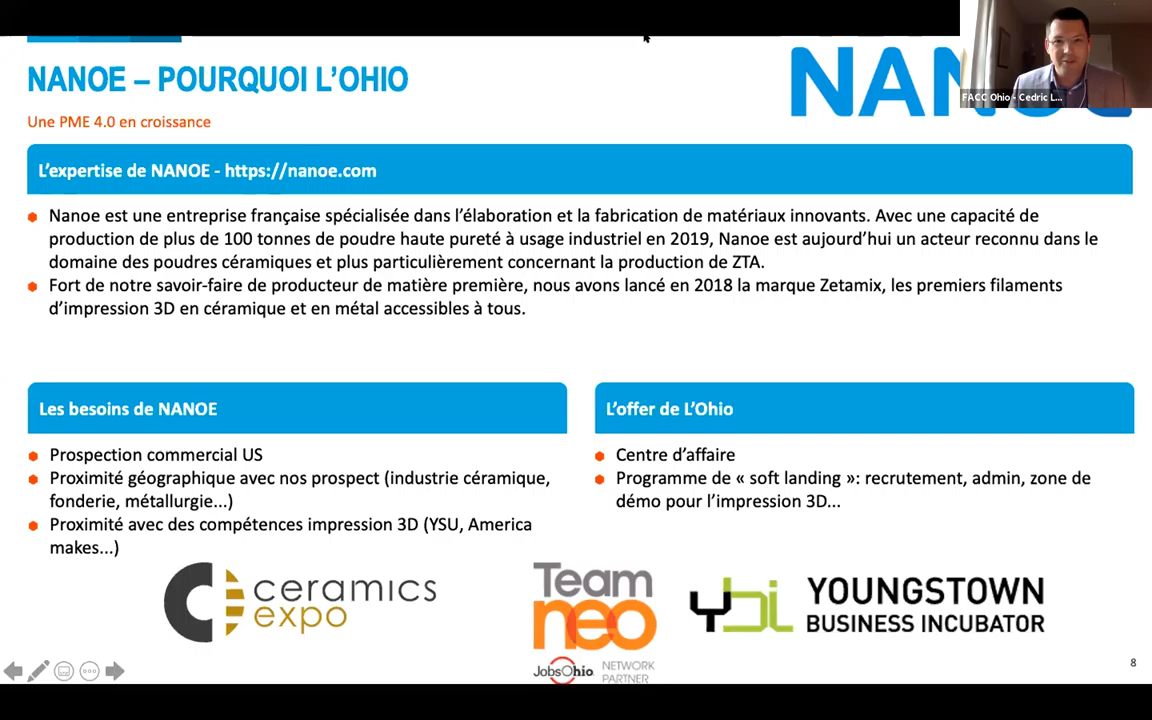 NANOE – POURQUOI L’OHIO
Une PME 4.0 en croissance
FACC Ohio - Cedric L...
L’expertise de NANOE - https://nanoe.com
Nanoe est une entreprise française spécialisée dans l’élaboration et la fabrication de matériaux innovants. Avec une capacité de
production de plus de 100 tonnes de poudre haute pureté à usage industriel en 2019, Nanoe est aujourd’hui un acteur reconnu dans le
domaine des poudres céramiques et plus particulièrement concernant la production de ZTA.
Fort de notre savoir-faire de producteur de matière première, nous avons lancé en 2018 la marque Zetamix, les premiers filaments
d’impression 3D en céramique et en métal accessibles à tous.
Les besoins de NANOE
Prospection commercial US
Proximité géographique avec nos prospect (industrie céramique,
fonderie, métallurgie...)
Proximité avec des compétences impression 3D (YSU, America
makes...)
L’offer de L’Ohio
Centre d’affaire
Programme de « soft landing »: recrutement, admin, zone de
démo pour l’impression 3D...
ceramics
expo
Team
neo
JobsOhio
NETWORK
PARTNER
ybi
YOUNGSTOWN
BUSINESS INCUBATOR
8